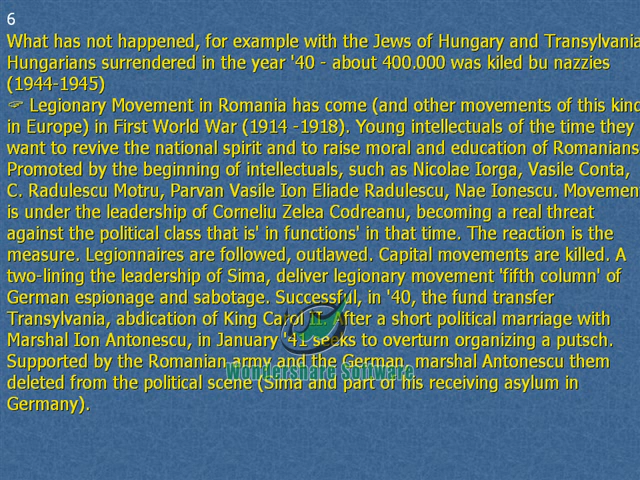 6
What has not happened, for example with the Jews of Hungary and Transylvania
Hungarians surrendered in the year '40 - about 400.000 was kiled bu nazzies
(1944-1945)
☞ Legionary Movement in Romania has come (and other movements of this kind
in Europe) in First World War (1914 -1918). Young intellectuals of the time they
want to revive the national spirit and to raise moral and education of Romanians.
Promoted by the beginning of intellectuals, such as Nicolae Iorga, Vasile Conta,
C. Radulescu Motru, Parvan Vasile Ion Eliade Radulescu, Nae Ionescu. Movement
is under the leadership of Corneliu Zelea Codreanu, becoming a real threat
against the political class that is' in functions' in that time. The reaction is the
measure. Legionnaires are followed, outlawed. Capital movements are killed. A
two-lining the leadership of Sima, deliver legionary movement 'fifth column' of
German espionage and sabotage. Successful, in '40, the fund transfer
Transylvania, abdication of King Carol II. After a short political marriage with
Marshal Ion Antonescu, in January '41 seeks to overturn organizing a putsch.
Supported by the Romanian army and the German, marshal Antonescu them
deleted from the political scene (Sima and part of his receiving asylum in
Germany).
Wondershare Software